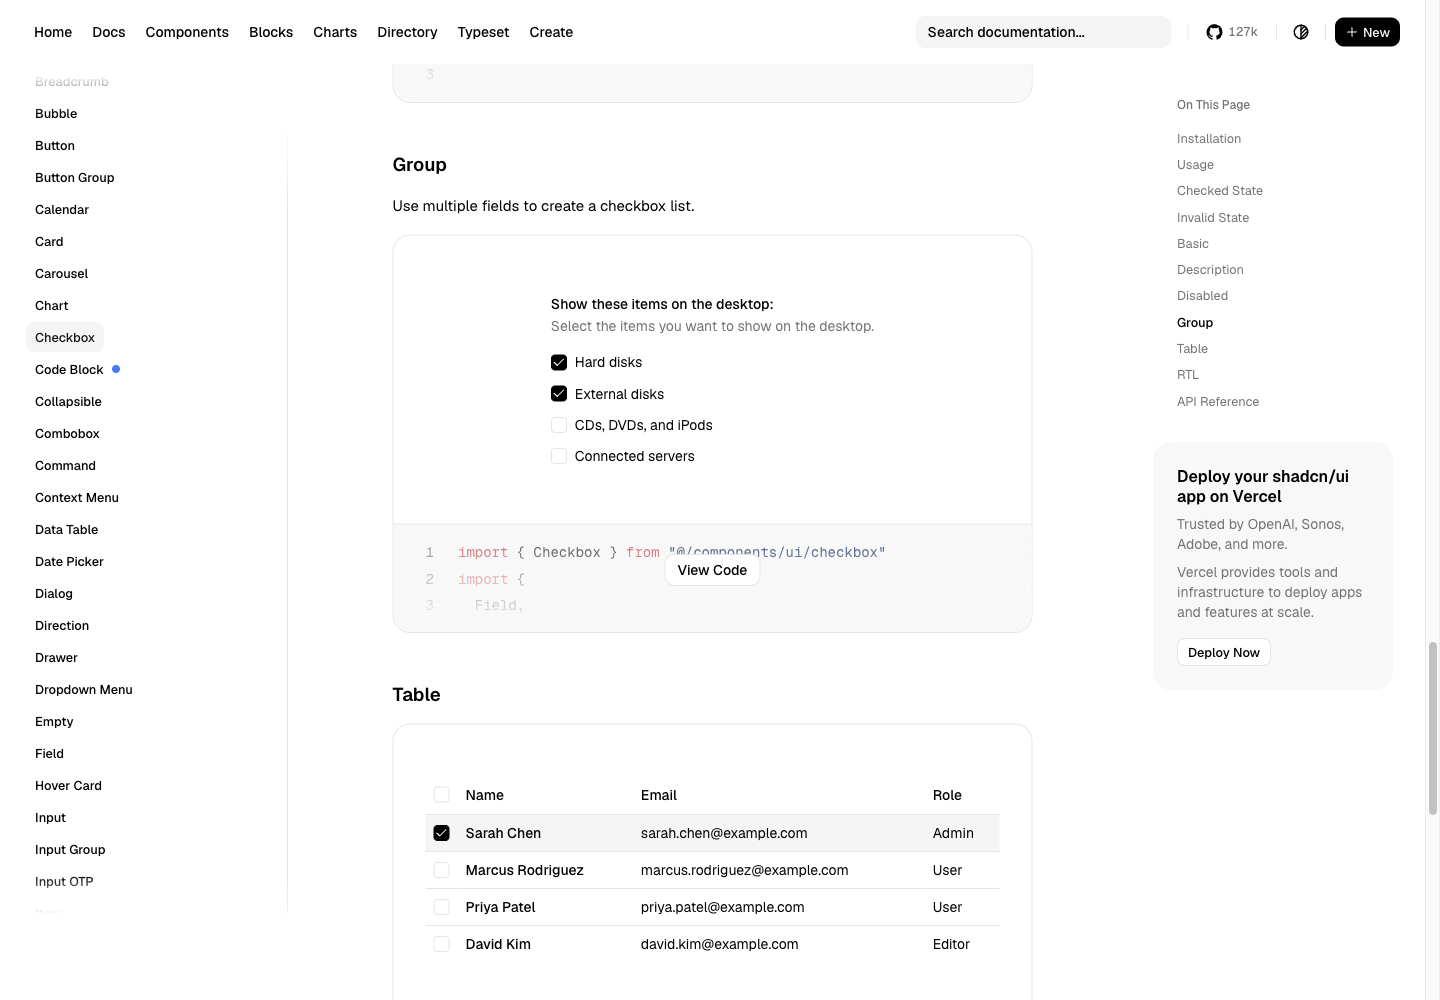 Home Docs Components Blocks Charts Directory Typeset Create
Search documentation...
127k
New
Breadcrumb
Bubble
Button
Button Group
Calendar
Card
Carousel
Chart
Checkbox
Code Block
Collapsible
Combobox
Command
Context Menu
Data Table
Date Picker
Dialog
Direction
Drawer
Dropdown Menu
Empty
Field
Hover Card
Input
Input Group
Input OTP
3
Group
Use multiple fields to create a checkbox list.
Show these items on the desktop:
Select the items you want to show on the desktop.
Hard disks
External disks
CDs, DVDs, and iPods
Connected servers
1 import { Checkbox } from "@/components/ui/checkbox"
2 import {
3 Field,
View Code
Table
Name Email Role
Sarah Chen sarah.chen@example.com Admin
Marcus Rodriguez marcus.rodriguez@example.com User
Priya Patel priya.patel@example.com User
David Kim david.kim@example.com Editor
On This Page
Installation
Usage
Checked State
Invalid State
Basic
Description
Disabled
Group
Table
RTL
API Reference
Deploy your shadcn/ui
app on Vercel
Trusted by OpenAI, Sonos,
Adobe, and more.
Vercel provides tools and
infrastructure to deploy apps
and features at scale.
Deploy Now